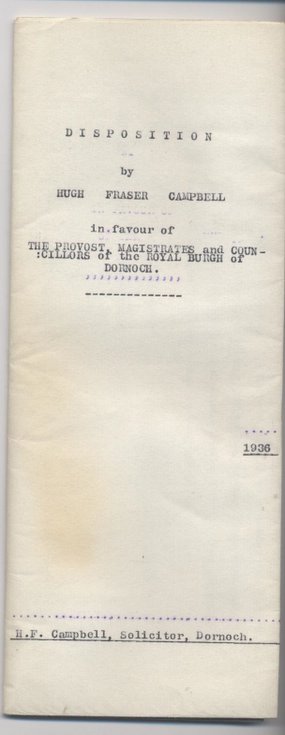 DISPOSITION
by
HUGH FRASER CAMPBELL
in favour of
THE PROVOST, MAGISTRATES and COUN-
:CILLORS of the ROYAL BURGH of
DORNOCH.
1936
H.F. Campbell, Solicitor, Dornoch.